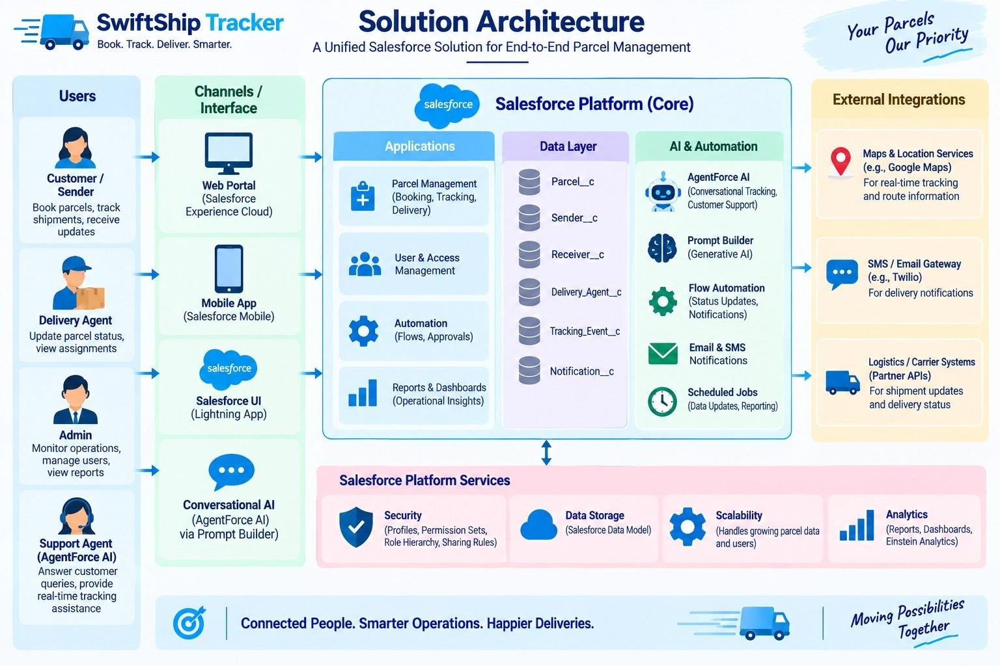 SwiftShip Tracker
Book. Track. Deliver. Smarter.
Solution Architecture
A Unified Salesforce Solution for End-to-End Parcel Management
Your Parcels
Our Priority
Users
Customer /
Sender
Book parcels, track
shipments, receive
updates
Delivery Agent
Update parcel status,
view assignments
Admin
Monitor operations,
manage users,
view reports
Support Agent
(AgentForce AI)
Answer customer
queries, provide
real-time tracking
assistance
Channels /
Interface
Web Portal
(Salesforce
Experience Cloud)
Mobile App
(Salesforce Mobile)
salesforce
Salesforce UI
(Lightning App)
Conversational AI
(AgentForce AI)
via Prompt Builder)
salesforce
Salesforce Platform (Core)
Applications
Parcel Management
(Booking, Tracking,
Delivery)
User & Access
Management
Automation
(Flows, Approvals)
Reports & Dashboards
(Operational Insights)
Data Layer
Parcel__c
Sender__c
Receiver__c
Delivery_Agent__c
Tracking_Event__c
Notification__c
AI & Automation
AgentForce AI
(Conversational Tracking,
Customer Support)
Prompt Builder
(Generative AI)
Flow Automation
(Status Updates,
Notifications)
Email & SMS
Notifications
Scheduled Jobs
(Data Updates, Reporting)
External Integrations
Maps & Location Services
(e.g., Google Maps)
For real-time tracking
and route information
SMS / Email Gateway
(e.g., Twilio)
For delivery notifications
Logistics / Carrier Systems
(Partner APIs)
For shipment updates
and delivery status
Salesforce Platform Services
Security
(Profiles, Permission Sets,
Role Hierarchy, Sharing Rules)
Data Storage
(Salesforce Data Model)
Scalability
(Handles growing parcel data
and users)
Analytics
(Reports, Dashboards,
Einstein Analytics)
Connected People. Smarter Operations. Happier Deliveries.
Moving Possibilities
Together